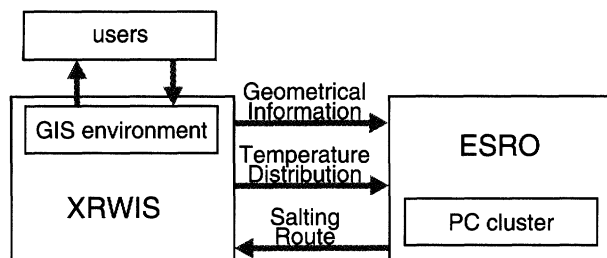 users
GIS environment
XRWIS
Geometrical
Information
Temperature
Distribution
Salting
Route
ESRO
PC cluster